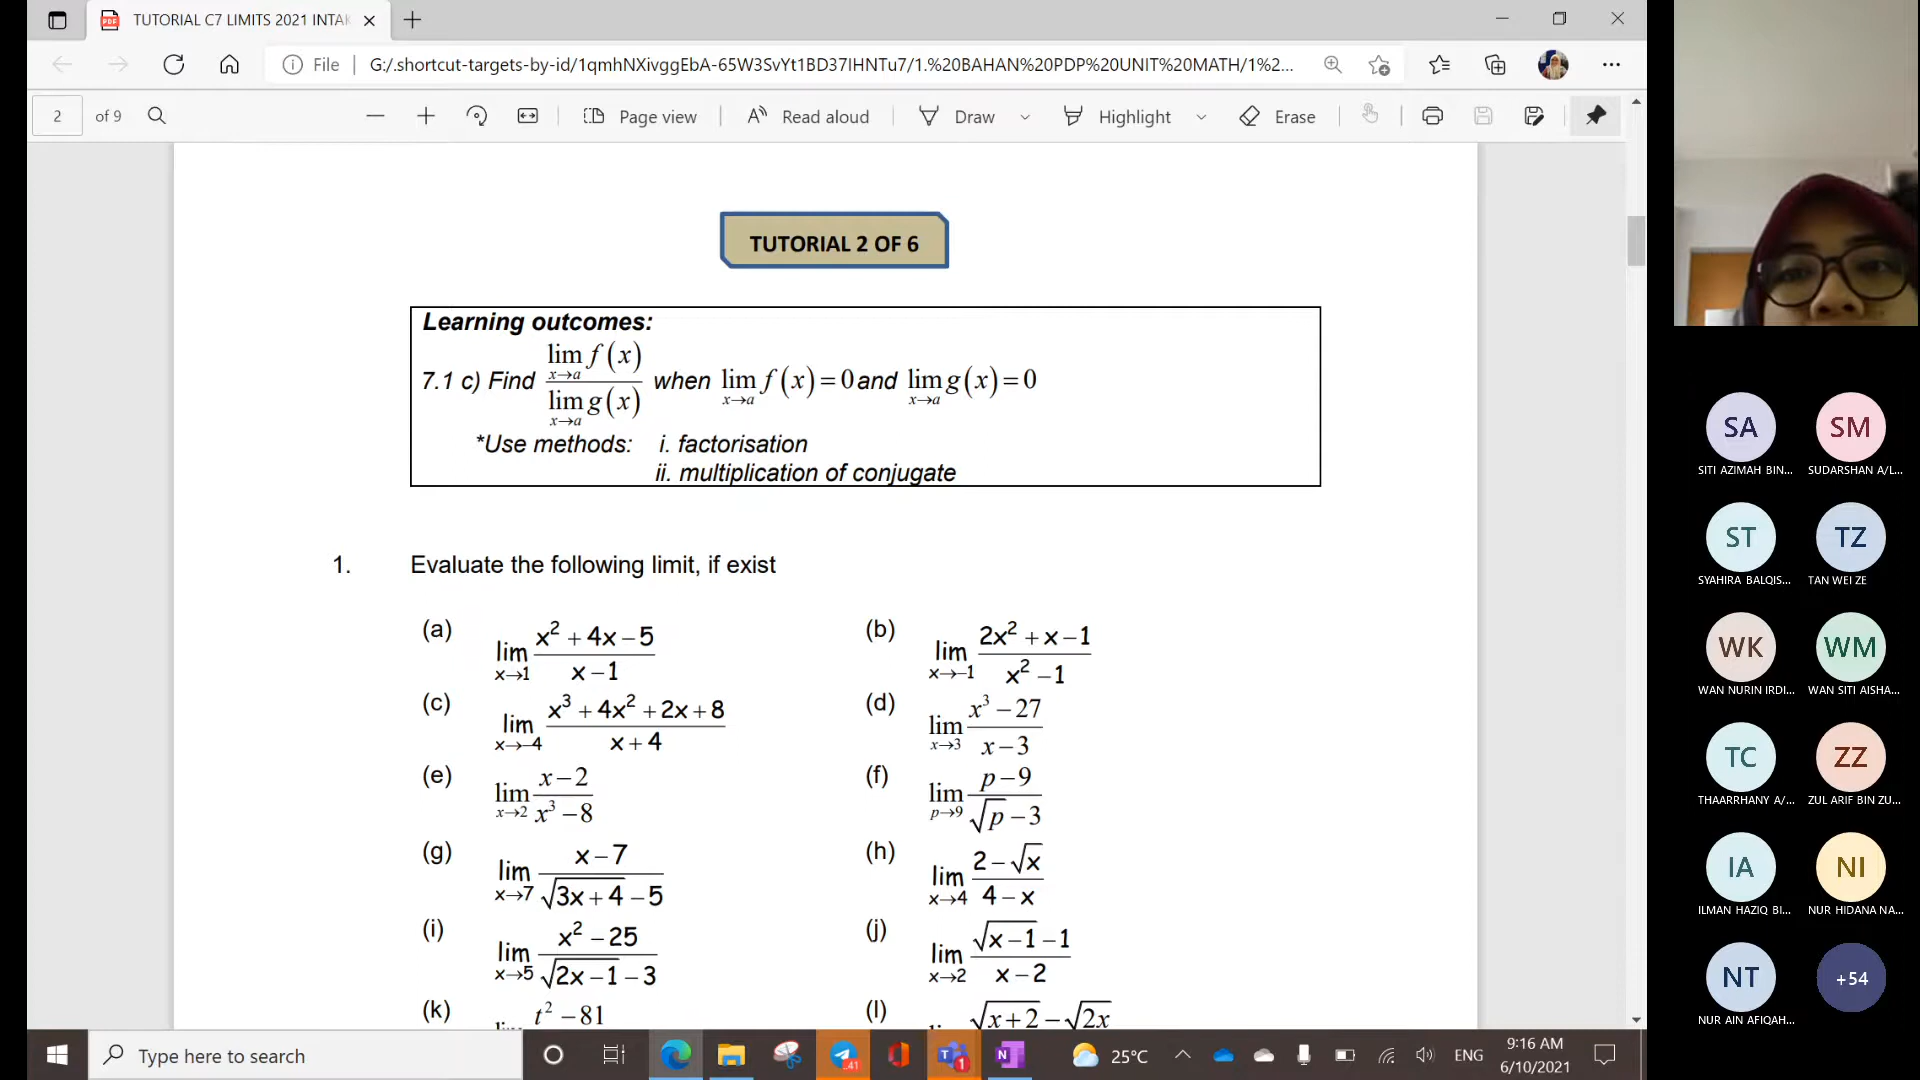 TUTORIAL C7 LIMITS 2021 INTAK
File
G:/.shortcut-targets-by-id/1qmhNXivggEbA-65W3SvYt1BD37IHNTu7/1.%20BAHAN%20PDP%20UNIT%20MATH/1%2...
2 of 9
Page view
Read aloud
Draw
Highlight
Erase
TUTORIAL 2 OF 6
Learning outcomes:
7.1 c) Find lim x→a f(x) / lim x→a g(x) when lim x→a f(x) = 0 and lim x→a g(x) = 0
*Use methods: i. factorisation
ii. multiplication of conjugate
1. Evaluate the following limit, if exist
(a) lim x→1 (x² + 4x − 5)/(x − 1)
(b) lim x→−1 (2x² + x − 1)/(x² − 1)
(c) lim x→−4 (x³ + 4x² + 2x + 8)/(x + 4)
(d) lim x→3 (x³ − 27)/(x − 3)
(e) lim x→2 (x − 2)/(x³ − 8)
(f) lim p→9 (p − 9)/(√p − 3)
(g) lim x→7 (x − 7)/(√(3x + 4) − 5)
(h) lim x→4 (2 − √x)/(4 − x)
(i) lim x→5 (x² − 25)/(√(2x − 1) − 3)
(j) lim x→2 (√(x − 1) − 1)/(x − 2)
(k) t² − 81
(l) √(x + 2) − √(2x)
SA
SITI AZIMAH BIN...
SM
SUDARSHAN A/L...
ST
SYAHIRA BALQIS...
TZ
TAN WEI ZE
WK
WAN NURIN IRDI...
WM
WAN SITI AISHA...
TC
THAARRHANY A/...
ZZ
ZUL ARIF BIN ZU...
IA
ILMAN HAZIQ BI...
NI
NUR HIDANA NA...
NT
NUR AIN AFIQAH...
+54
Type here to search
41
1
25°C
ENG
9:16 AM
6/10/2021